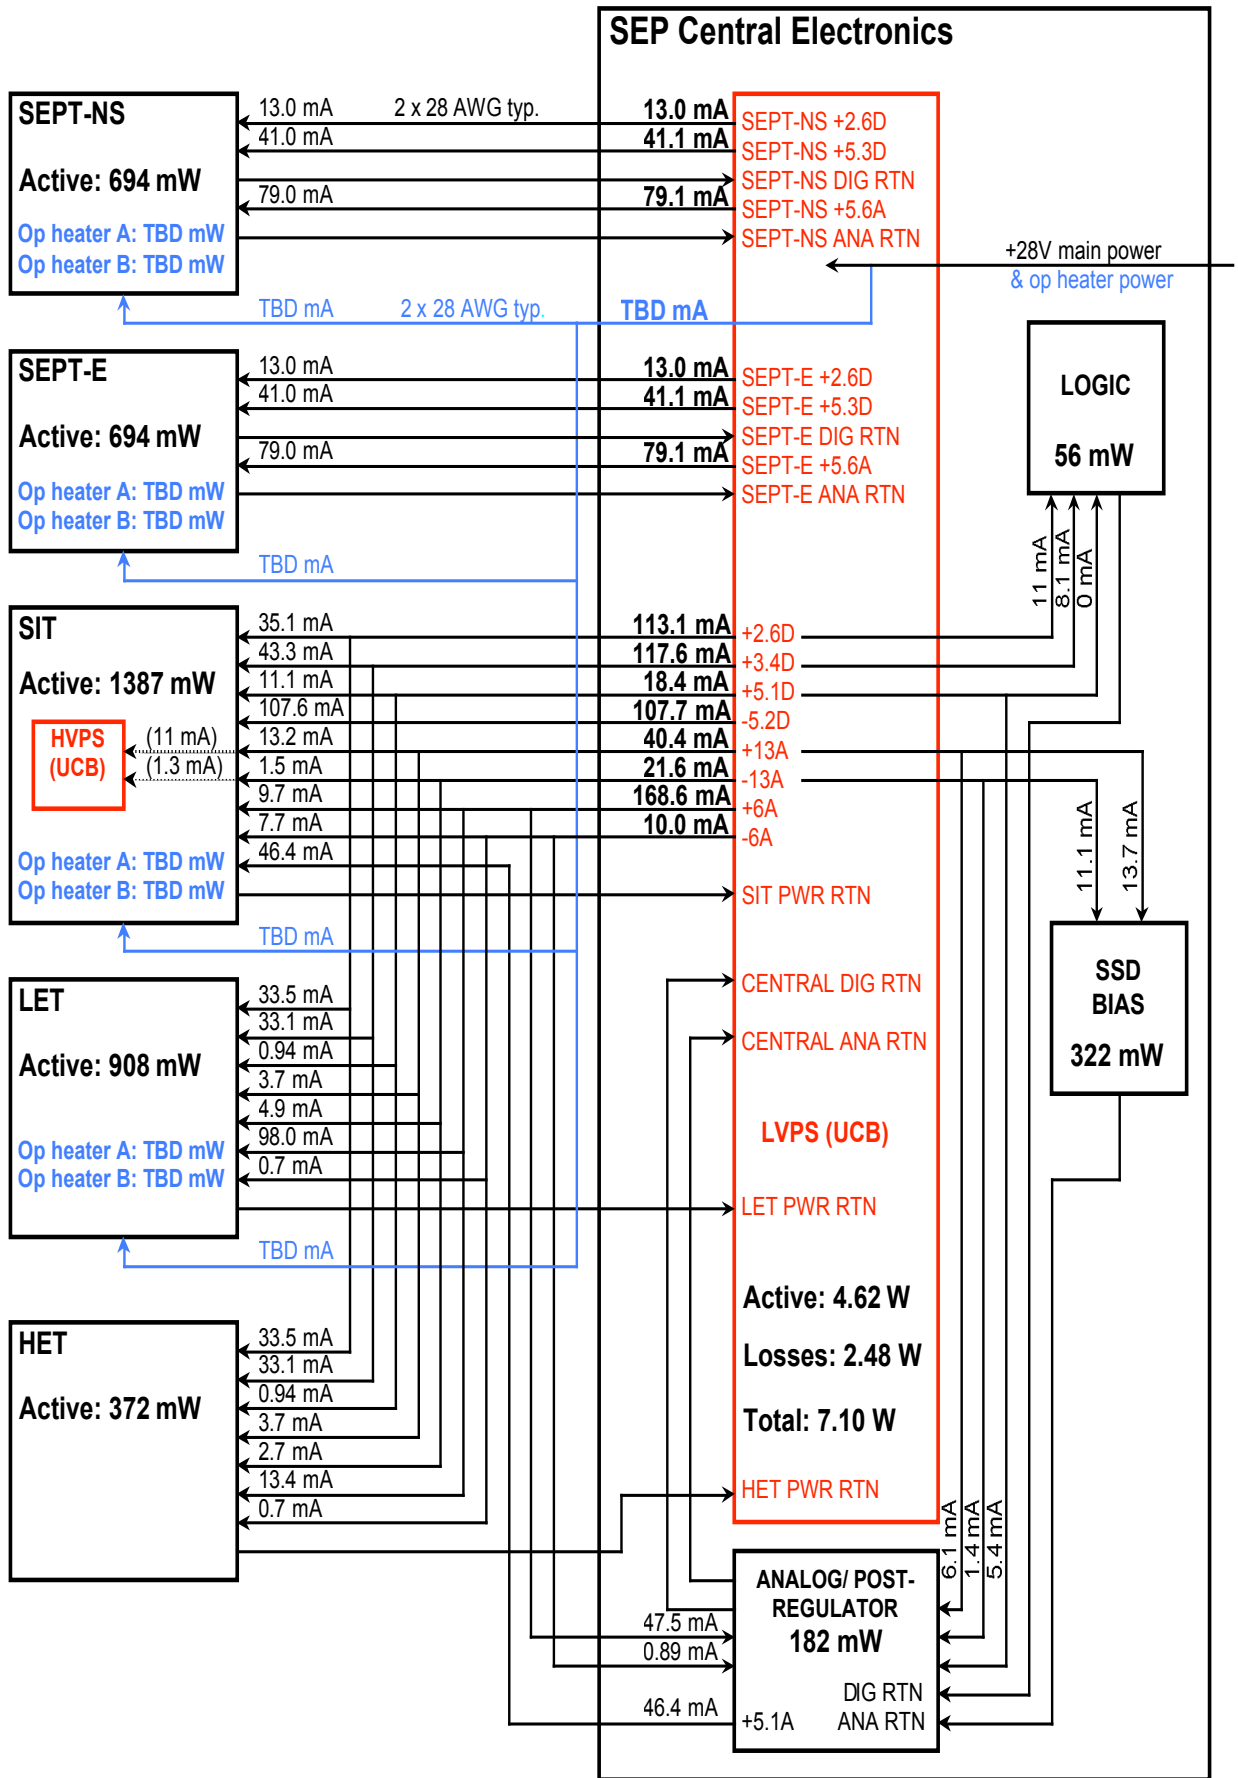 SEP Central Electronics
SEPT-NS
Active: 694 mW
Op heater A: TBD mW
Op heater B: TBD mW
13.0 mA
2 x 28 AWG typ.
13.0 mA
SEPT-NS +2.6D
41.0 mA
41.1 mA
SEPT-NS +5.3D
SEPT-NS DIG RTN
79.0 mA
79.1 mA
SEPT-NS +5.6A
SEPT-NS ANA RTN
+28V main power
& op heater power
TBD mA
2 x 28 AWG typ.
TBD mA
SEPT-E
Active: 694 mW
Op heater A: TBD mW
Op heater B: TBD mW
13.0 mA
13.0 mA
SEPT-E +2.6D
41.0 mA
41.1 mA
SEPT-E +5.3D
SEPT-E DIG RTN
79.0 mA
79.1 mA
SEPT-E +5.6A
SEPT-E ANA RTN
TBD mA
LOGIC
56 mW
11 mA
8.1 mA
0 mA
SIT
Active: 1387 mW
HVPS
(UCB)
(11 mA)
(1.3 mA)
Op heater A: TBD mW
Op heater B: TBD mW
35.1 mA
113.1 mA
+2.6D
43.3 mA
117.6 mA
+3.4D
11.1 mA
18.4 mA
+5.1D
107.6 mA
107.7 mA
-5.2D
13.2 mA
40.4 mA
+13A
1.5 mA
21.6 mA
-13A
9.7 mA
168.6 mA
+6A
7.7 mA
10.0 mA
-6A
46.4 mA
SIT PWR RTN
TBD mA
11.1 mA
13.7 mA
SSD
BIAS
322 mW
LET
Active: 908 mW
Op heater A: TBD mW
Op heater B: TBD mW
33.5 mA
33.1 mA
0.94 mA
3.7 mA
4.9 mA
98.0 mA
0.7 mA
TBD mA
CENTRAL DIG RTN
CENTRAL ANA RTN
LVPS (UCB)
LET PWR RTN
Active: 4.62 W
Losses: 2.48 W
Total: 7.10 W
HET PWR RTN
HET
Active: 372 mW
33.5 mA
33.1 mA
0.94 mA
3.7 mA
2.7 mA
13.4 mA
0.7 mA
6.1 mA
1.4 mA
5.4 mA
ANALOG/ POST-
REGULATOR
182 mW
47.5 mA
0.89 mA
DIG RTN
46.4 mA
+5.1A
ANA RTN